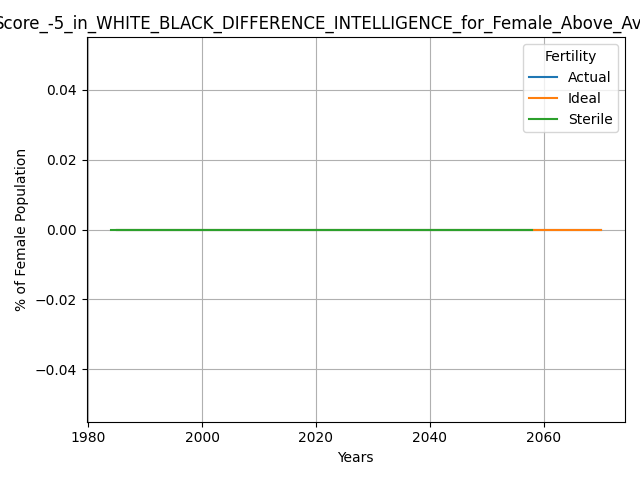 Score_-5_in_WHITE_BLACK_DIFFERENCE_INTELLIGENCE_for_Female_Above_Av
Fertility
Actual
Ideal
Sterile
0.04
0.02
0.00
−0.02
−0.04
% of Female Population
1980 2000 2020 2040 2060
Years